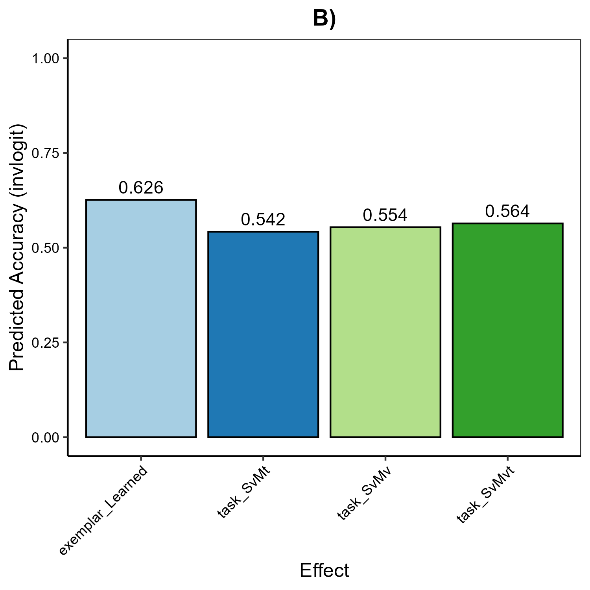 B)
Predicted Accuracy (invlogit)
1.00
0.75
0.50
0.25
0.00
0.626
0.542
0.554
0.564
exemplar_Learned
task_SvMt
task_SvMv
task_SvMvt
Effect